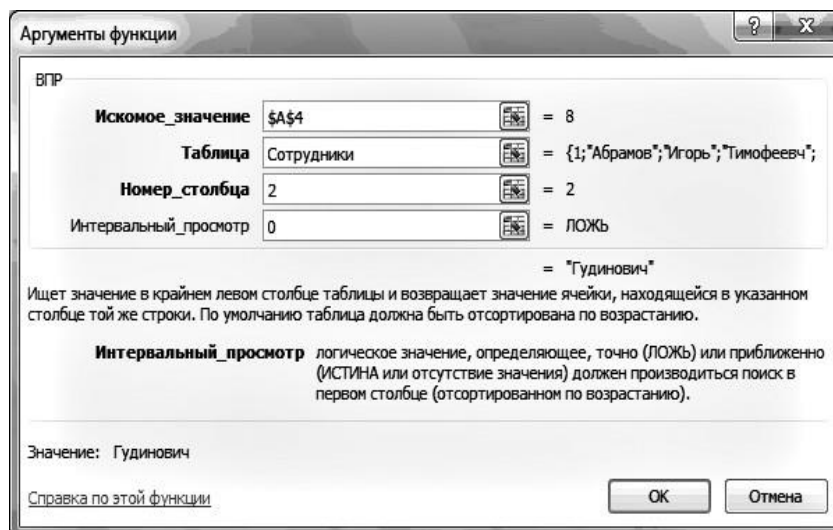 Аргументы функции
ВПР
Искомое_значение $A$4 = 8
Таблица Сотрудники = {1;"Абрамов";"Игорь";"Тимофеевч";
Номер_столбца 2 = 2
Интервальный_просмотр 0 = ЛОЖЬ
= "Гудинович"
Ищет значение в крайнем левом столбце таблицы и возвращает значение ячейки, находящейся в указанном
столбце той же строки. По умолчанию таблица должна быть отсортирована по возрастанию.
Интервальный_просмотр логическое значение, определяющее, точно (ЛОЖЬ) или приближенно
(ИСТИНА или отсутствие значения) должен производиться поиск в
первом столбце (отсортированном по возрастанию).
Значение: Гудинович
Справка по этой функции
ОК
Отмена